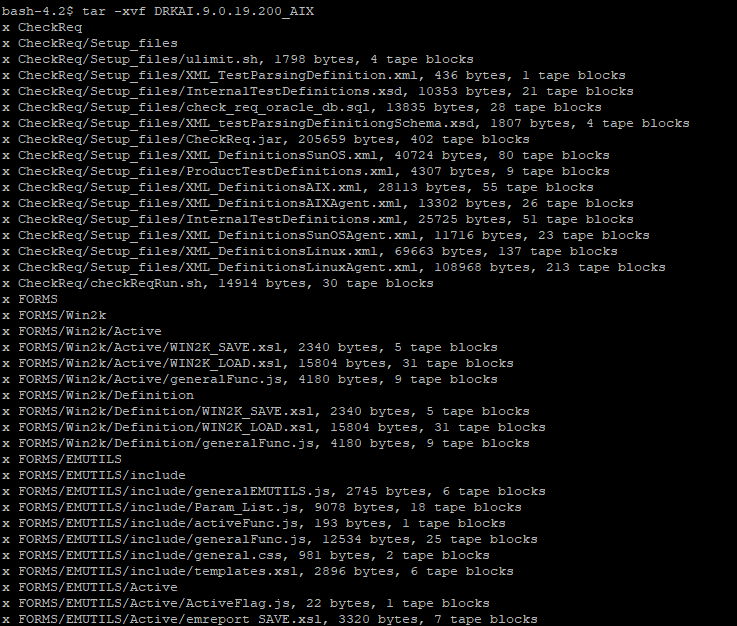 bash-4.2$ tar -xvf DRKAI.9.0.19.200_AIX
x CheckReq
x CheckReq/Setup_files
x CheckReq/Setup_files/ulimit.sh, 1798 bytes, 4 tape blocks
x CheckReq/Setup_files/XML_TestParsingDefinition.xml, 436 bytes, 1 tape blocks
x CheckReq/Setup_files/InternalTestDefinitions.xsd, 10353 bytes, 21 tape blocks
x CheckReq/Setup_files/check_req_oracle_db.sql, 13835 bytes, 28 tape blocks
x CheckReq/Setup_files/XML_testParsingDefinitiongSchema.xsd, 1807 bytes, 4 tape blocks
x CheckReq/Setup_files/CheckReq.jar, 205659 bytes, 402 tape blocks
x CheckReq/Setup_files/XML_DefinitionsSunOS.xml, 40724 bytes, 80 tape blocks
x CheckReq/Setup_files/ProductTestDefinitions.xml, 4307 bytes, 9 tape blocks
x CheckReq/Setup_files/XML_DefinitionsAIX.xml, 28113 bytes, 55 tape blocks
x CheckReq/Setup_files/XML_DefinitionsAIXAgent.xml, 13302 bytes, 26 tape blocks
x CheckReq/Setup_files/InternalTestDefinitions.xml, 25725 bytes, 51 tape blocks
x CheckReq/Setup_files/XML_DefinitionsSunOSAgent.xml, 11716 bytes, 23 tape blocks
x CheckReq/Setup_files/XML_DefinitionsLinux.xml, 69663 bytes, 137 tape blocks
x CheckReq/Setup_files/XML_DefinitionsLinuxAgent.xml, 108968 bytes, 213 tape blocks
x CheckReq/checkReqRun.sh, 14914 bytes, 30 tape blocks
x FORMS
x FORMS/Win2k
x FORMS/Win2k/Active
x FORMS/Win2k/Active/WIN2K_SAVE.xsl, 2340 bytes, 5 tape blocks
x FORMS/Win2k/Active/WIN2K_LOAD.xsl, 15804 bytes, 31 tape blocks
x FORMS/Win2k/Active/generalFunc.js, 4180 bytes, 9 tape blocks
x FORMS/Win2k/Definition
x FORMS/Win2k/Definition/WIN2K_SAVE.xsl, 2340 bytes, 5 tape blocks
x FORMS/Win2k/Definition/WIN2K_LOAD.xsl, 15804 bytes, 31 tape blocks
x FORMS/Win2k/Definition/generalFunc.js, 4180 bytes, 9 tape blocks
x FORMS/EMUTILS
x FORMS/EMUTILS/include
x FORMS/EMUTILS/include/generalEMUTILS.js, 2745 bytes, 6 tape blocks
x FORMS/EMUTILS/include/Param_List.js, 9078 bytes, 18 tape blocks
x FORMS/EMUTILS/include/activeFunc.js, 193 bytes, 1 tape blocks
x FORMS/EMUTILS/include/generalFunc.js, 12534 bytes, 25 tape blocks
x FORMS/EMUTILS/include/general.css, 981 bytes, 2 tape blocks
x FORMS/EMUTILS/include/templates.xsl, 2896 bytes, 6 tape blocks
x FORMS/EMUTILS/Active
x FORMS/EMUTILS/Active/ActiveFlag.js, 22 bytes, 1 tape blocks
x FORMS/EMUTILS/Active/emreport_SAVE.xsl, 3320 bytes, 7 tape blocks